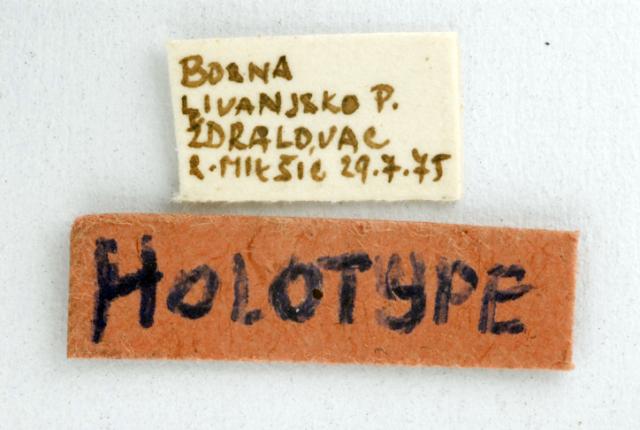 BOSNA
LIVANJSKO P.
ŽDRALOVAC
R. MIKŠIĆ 29.7.75
HOLOTYPE